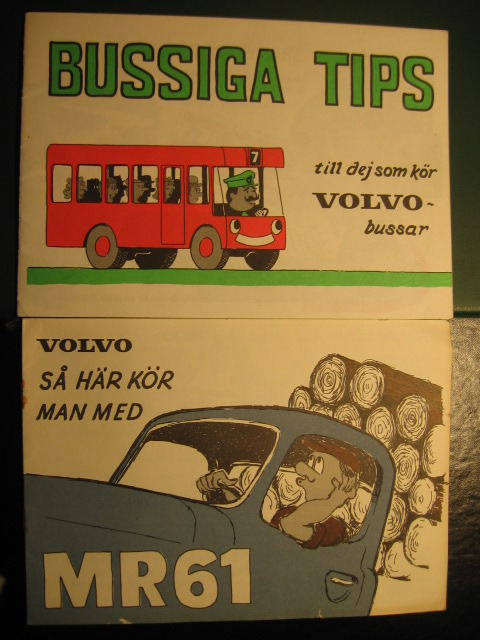 BUSSIGA TIPS
7
till dej som kör
VOLVO-
bussar
VOLVO
SÅ HÄR KÖR
MAN MED
MR61